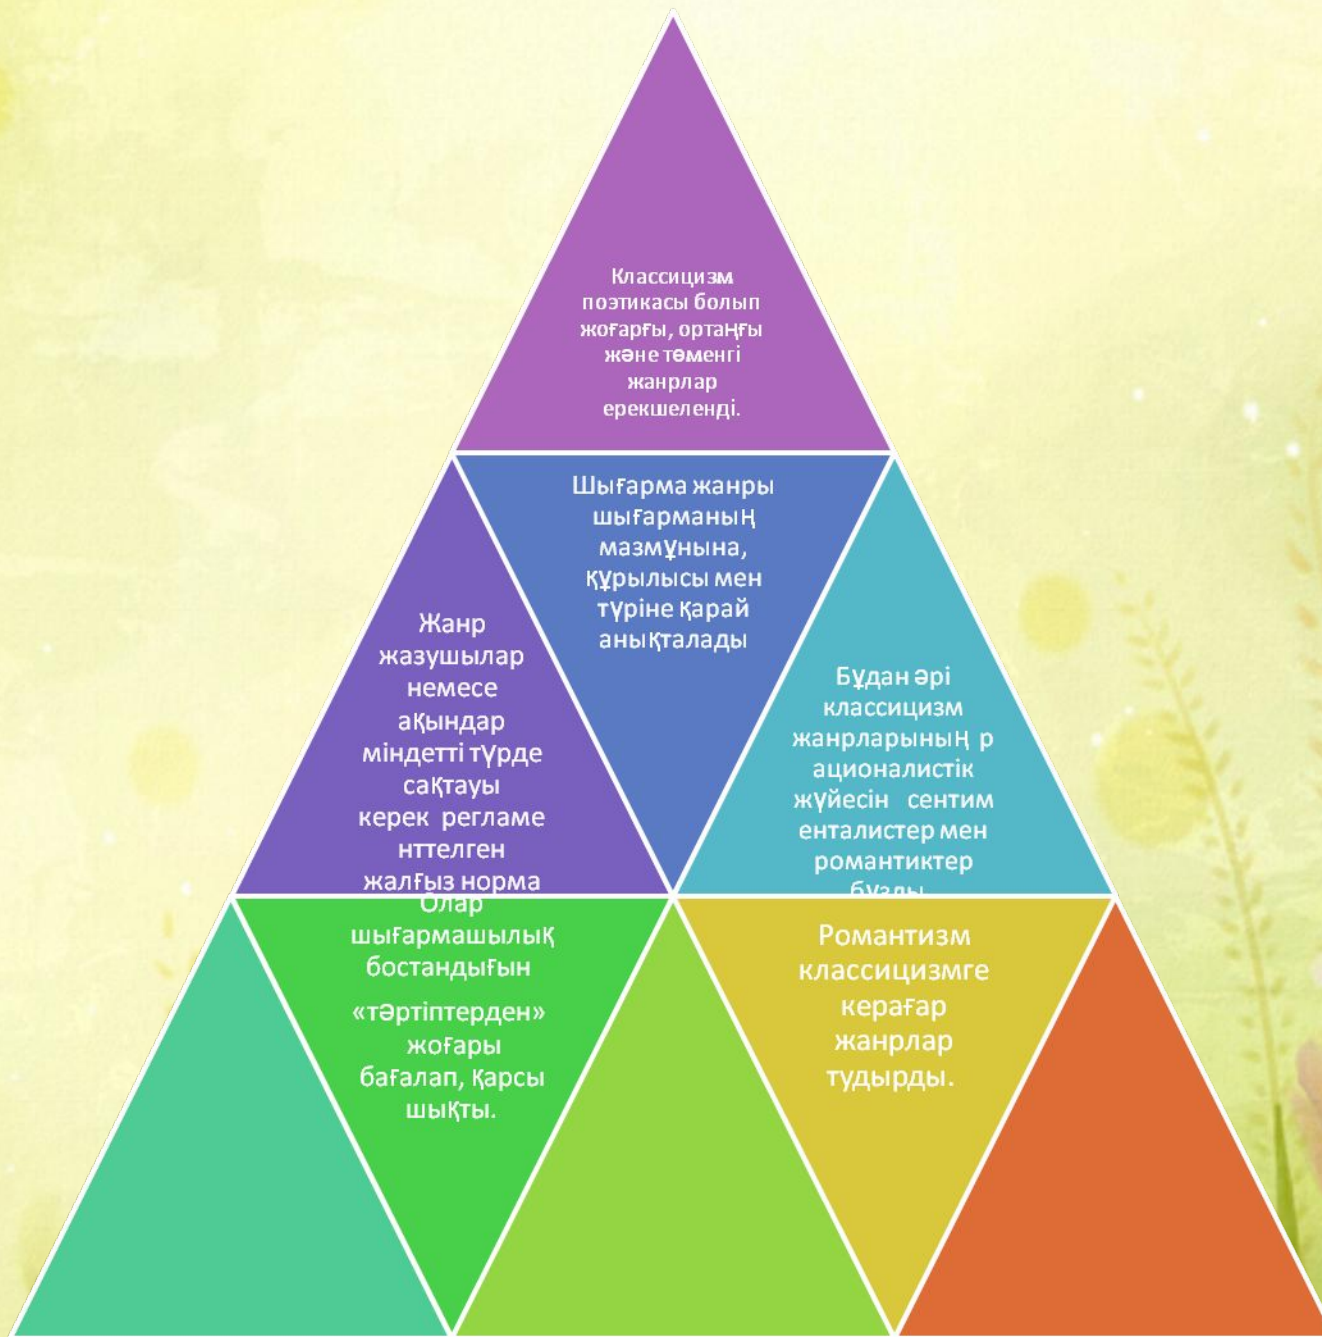 Классицизм
поэтикасы болып
жоғарғы, ортаңғы
және төменгі
жанрлар
ерекшеленді.
Шығарма жанры
шығарманың
мазмұнына,
құрылысы мен
түріне қарай
анықталады
Жанр
жазушылар
немесе
ақындар
міндетті түрде
сақтауы
керек регламе
нттелген
жалғыз норма
Бұдан әрі
классицизм
жанрларының р
ационалистік
жүйесін сентим
енталистер мен
романтиктер
бұзды
Олар
шығармашылық
бостандығын
«тәртіптерден»
жоғары
бағалап, қарсы
шықты.
Романтизм
классицизмге
керағар
жанрлар
тудырды.